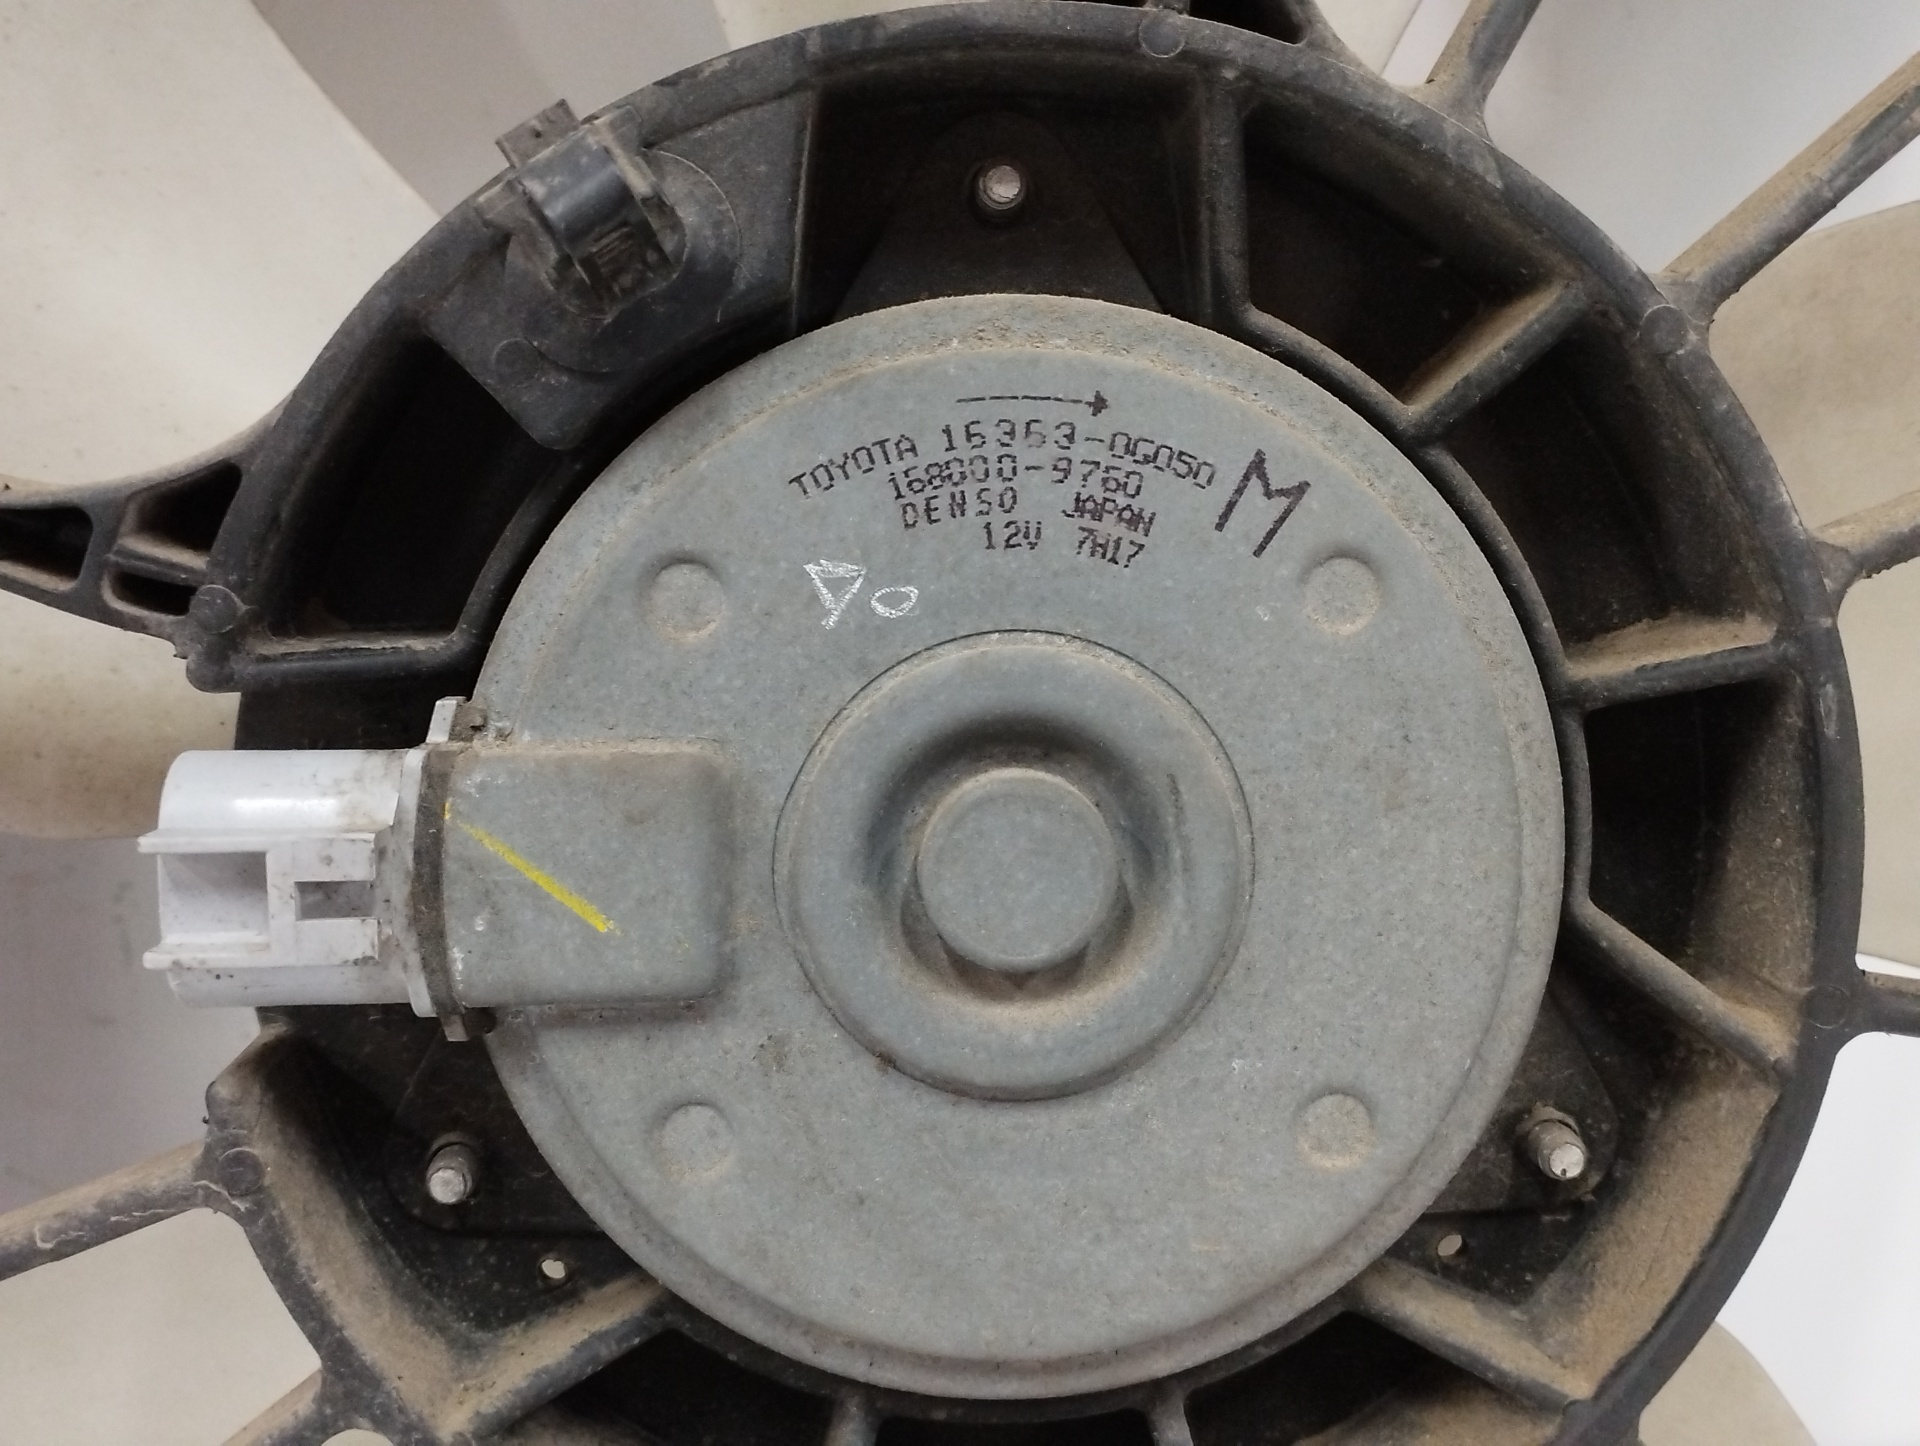 TOYOTA 16363-0G050 M
168000-9760
DENSO JAPAN
12V 7H17